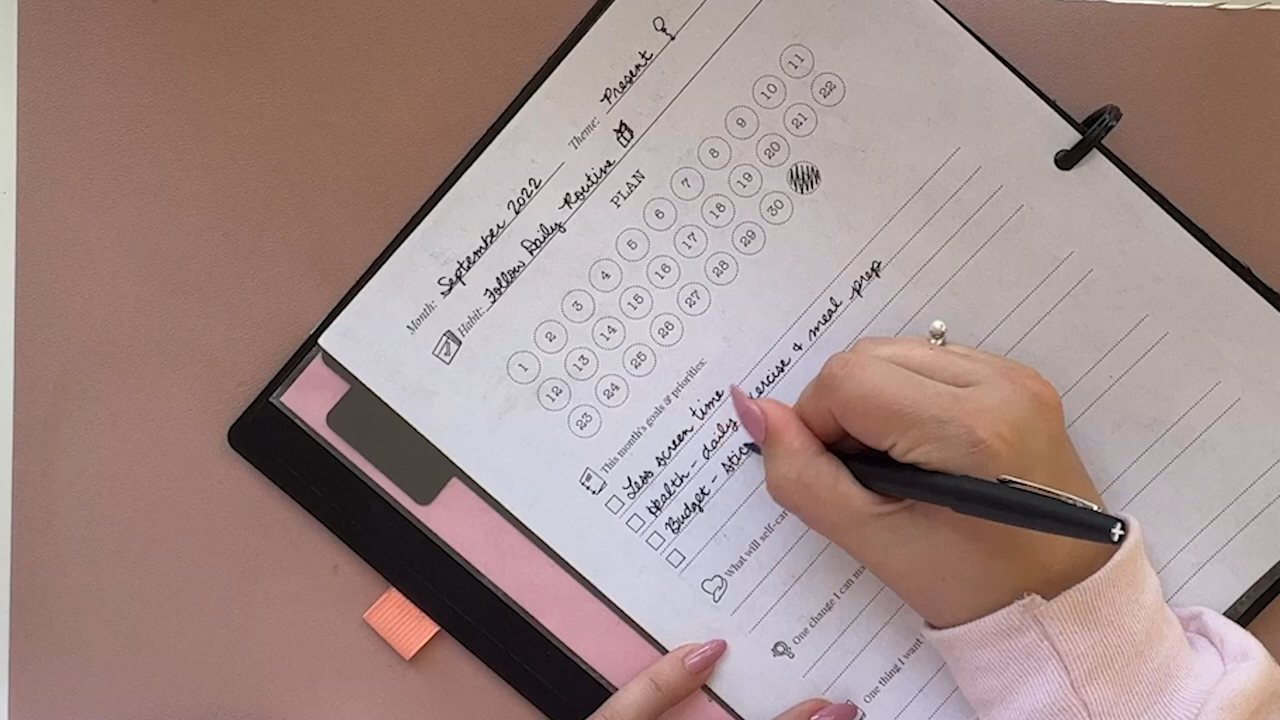 Month: September 2022 Theme: Present
Habit: Follow Daily Routine
PLAN
1 2 3 4 5 6 7 8 9 10 11
12 13 14 15 16 17 18 19 20 21 22
23 24 25 26 27 28 29 30
This month's goals & priorities:
Less screen time
Health - daily exercise & meal prep
Budget -
What will
One change I can
One thing I want